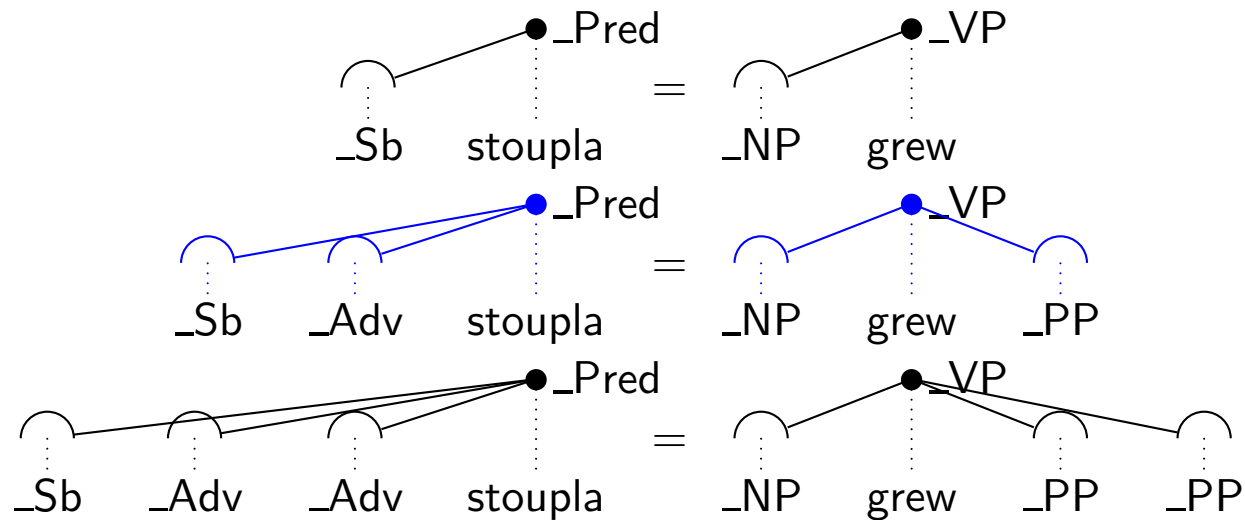 _Pred = _VP
_Sb stoupla _NP grew
_Pred = _VP
_Sb _Adv stoupla _NP grew _PP
_Pred = _VP
_Sb _Adv _Adv stoupla _NP grew _PP _PP